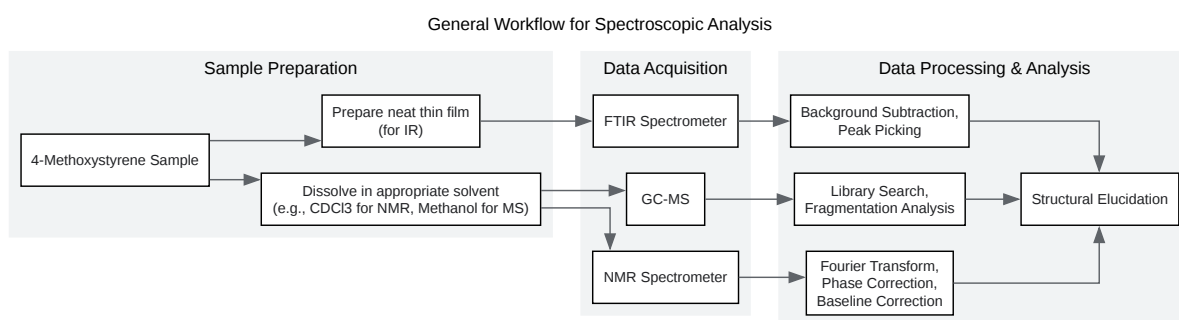 General Workflow for Spectroscopic Analysis
Sample Preparation
Data Acquisition
Data Processing & Analysis
4-Methoxystyrene Sample
Prepare neat thin film
(for IR)
Dissolve in appropriate solvent
(e.g., CDCl3 for NMR, Methanol for MS)
FTIR Spectrometer
GC-MS
NMR Spectrometer
Background Subtraction,
Peak Picking
Library Search,
Fragmentation Analysis
Fourier Transform,
Phase Correction,
Baseline Correction
Structural Elucidation